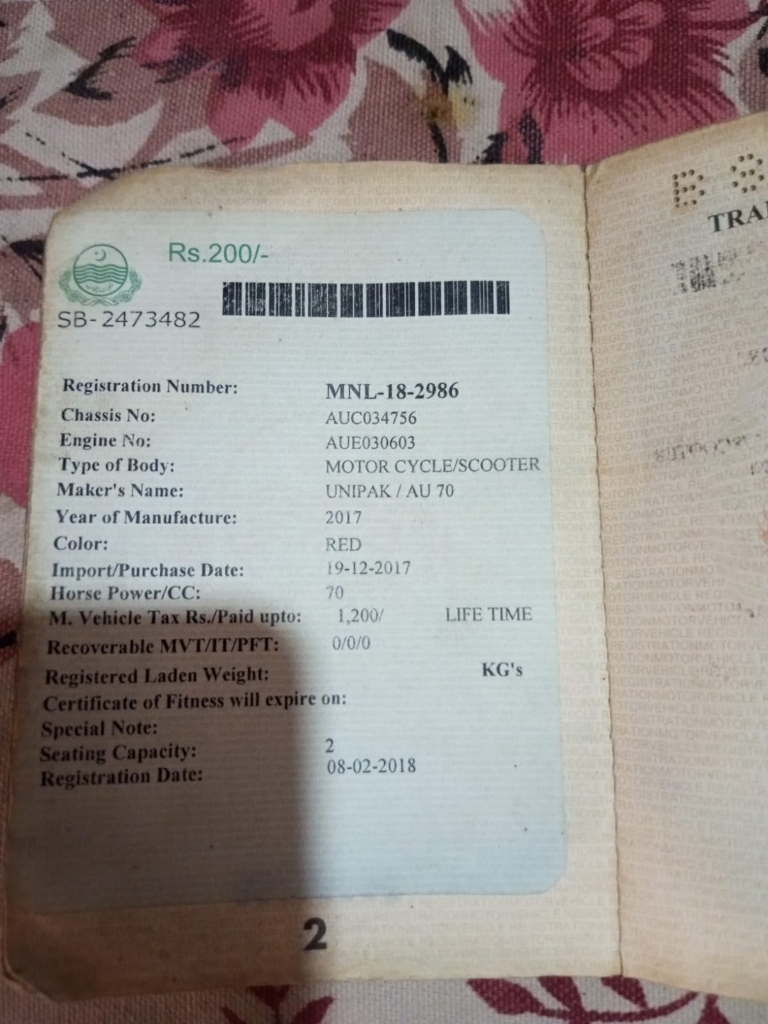 Rs.200/-
SB-2473482
Registration Number: MNL-18-2986
Chassis No: AUC034756
Engine No: AUE030603
Type of Body: MOTOR CYCLE/SCOOTER
Maker's Name: UNIPAK / AU 70
Year of Manufacture: 2017
Color: RED
Import/Purchase Date: 19-12-2017
Horse Power/CC: 70
M. Vehicle Tax Rs./Paid upto: 1,200/ LIFE TIME
Recoverable MVT/IT/PFT: 0/0/0
Registered Laden Weight: KG's
Certificate of Fitness will expire on:
Special Note:
Seating Capacity: 2
Registration Date: 08-02-2018
2